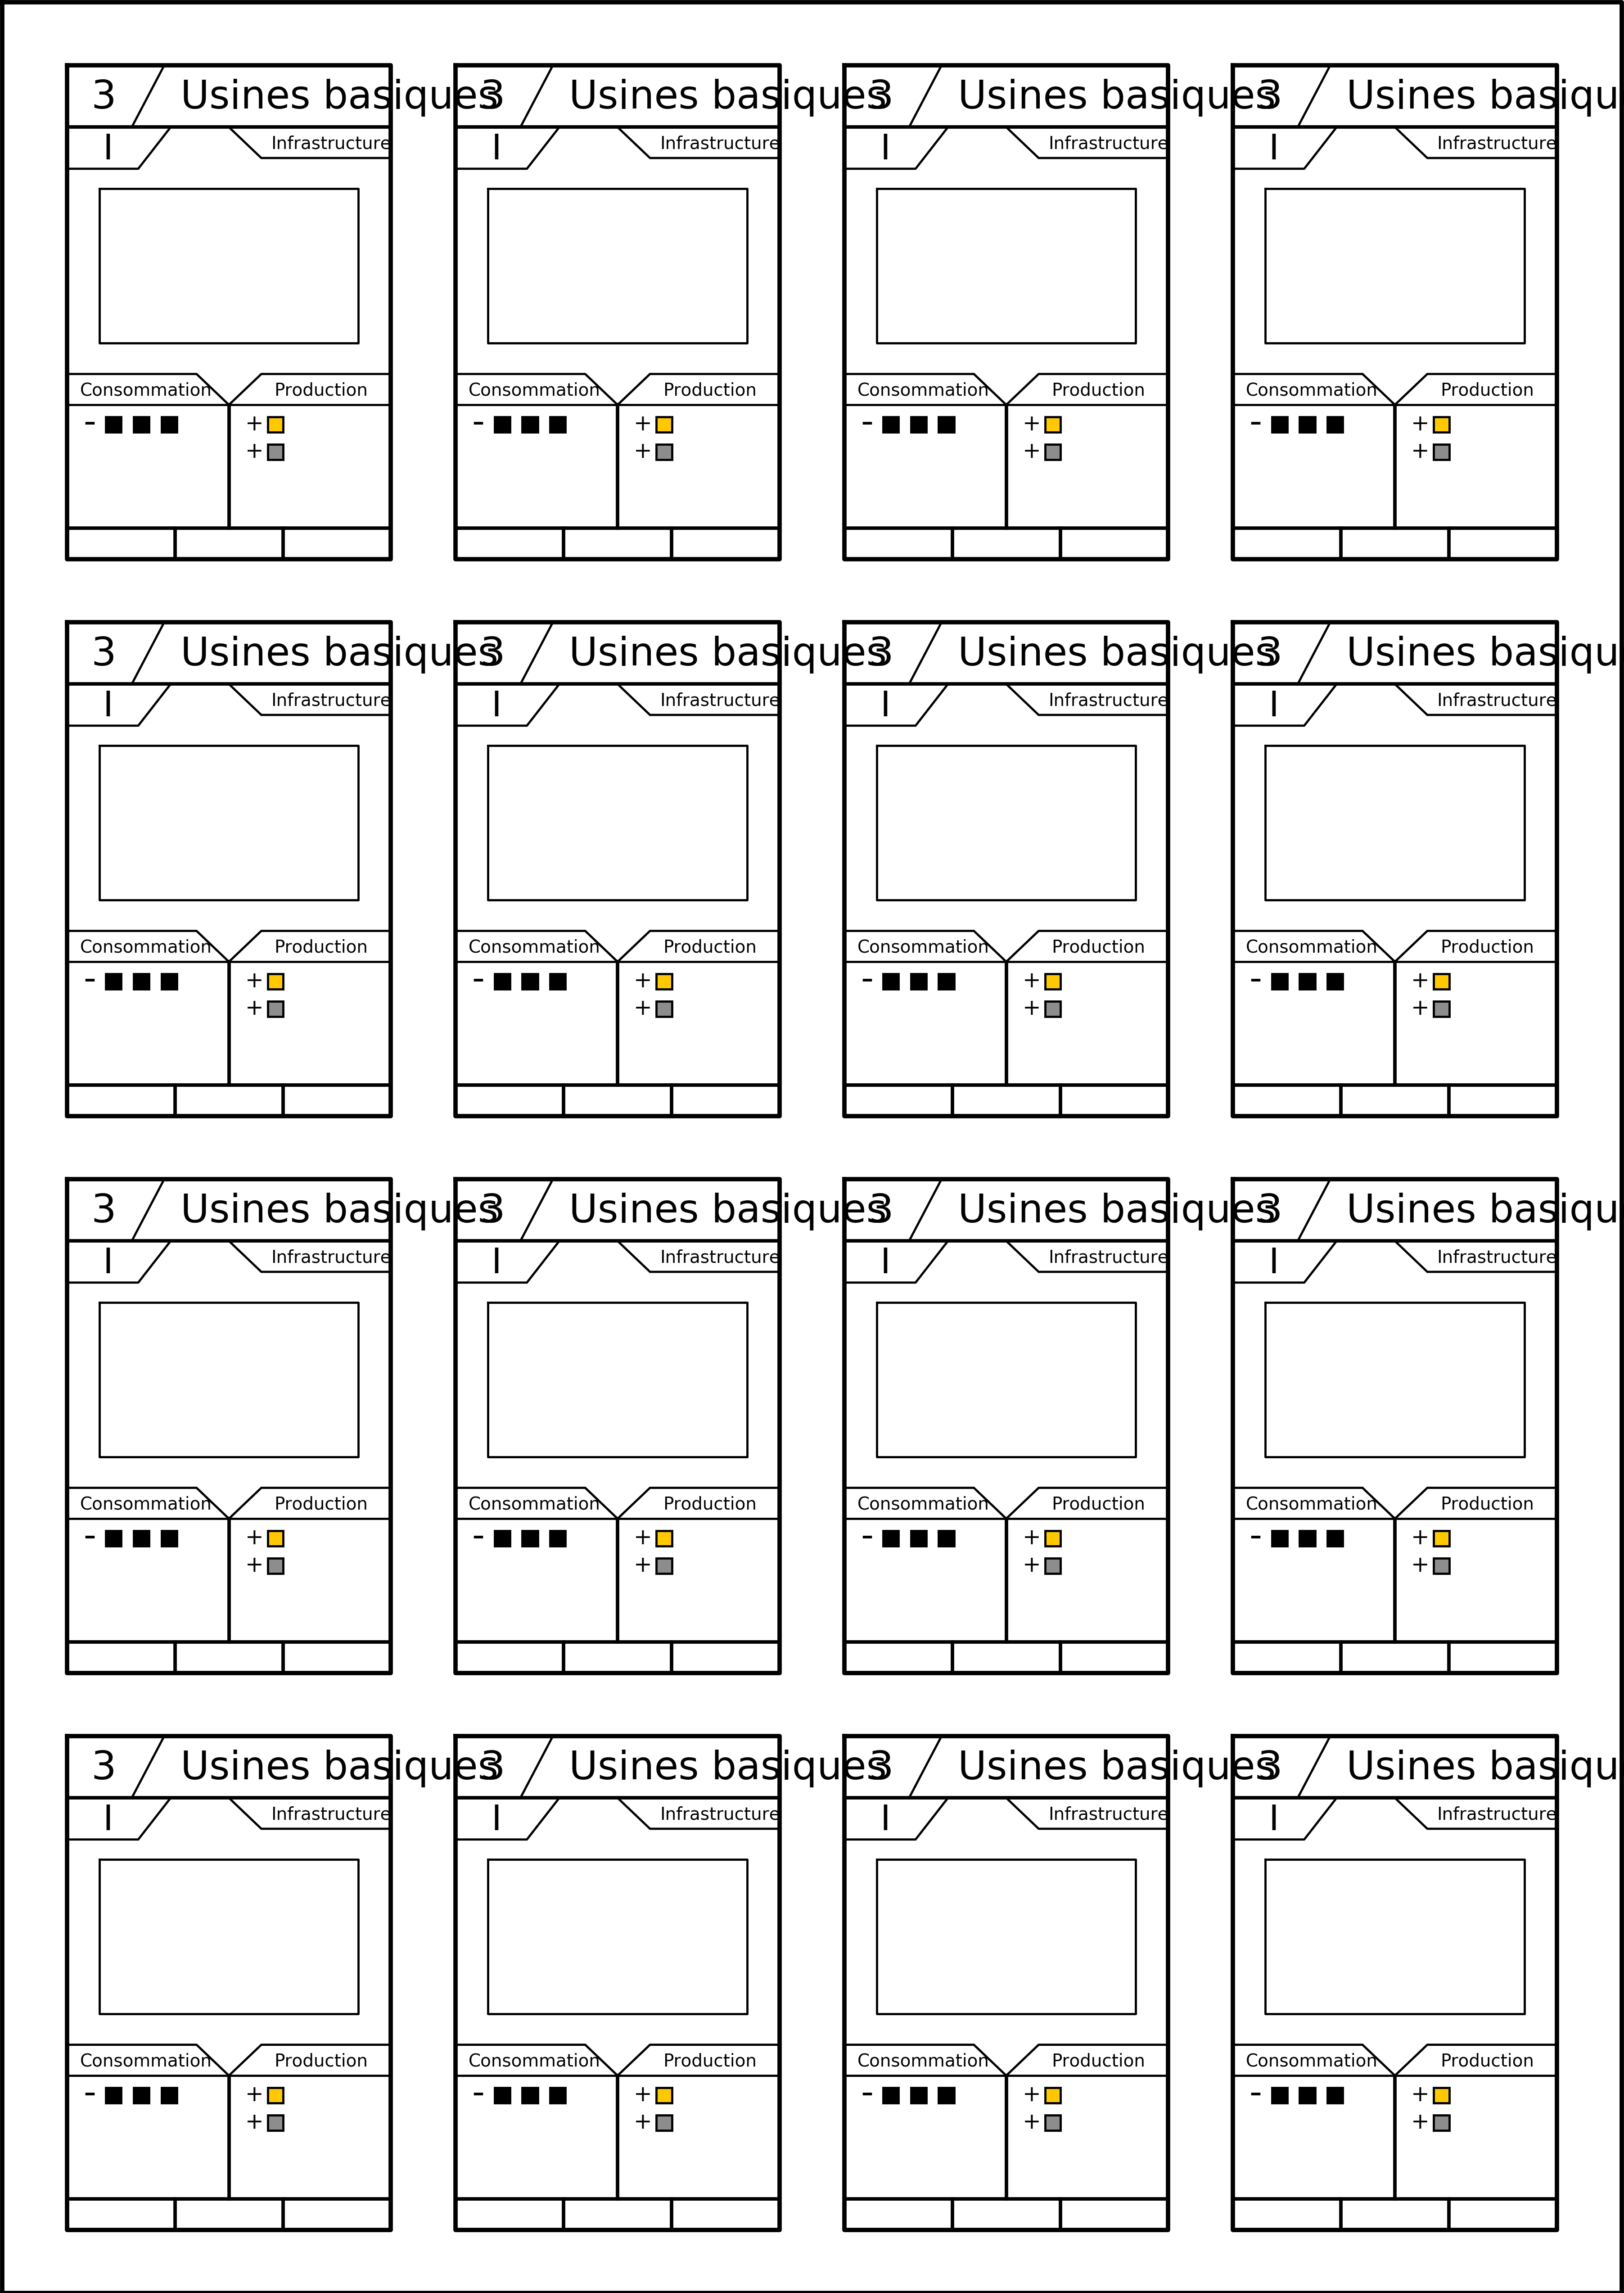 3 Usines basiques 3 Usines basiques 3 Usines basiques 3 Usines basiqu
I Infrastructure I Infrastructure I Infrastructure I Infrastructure
Consommation Production Consommation Production Consommation Production Consommation Production
- + - + - + - +
+ + + +
3 Usines basiques 3 Usines basiques 3 Usines basiques 3 Usines basiqu
I Infrastructure I Infrastructure I Infrastructure I Infrastructure
Consommation Production Consommation Production Consommation Production Consommation Production
- + - + - + - +
+ + + +
3 Usines basiques 3 Usines basiques 3 Usines basiques 3 Usines basiqu
I Infrastructure I Infrastructure I Infrastructure I Infrastructure
Consommation Production Consommation Production Consommation Production Consommation Production
- + - + - + - +
+ + + +
3 Usines basiques 3 Usines basiques 3 Usines basiques 3 Usines basiqu
I Infrastructure I Infrastructure I Infrastructure I Infrastructure
Consommation Production Consommation Production Consommation Production Consommation Production
- + - + - + - +
+ + + +